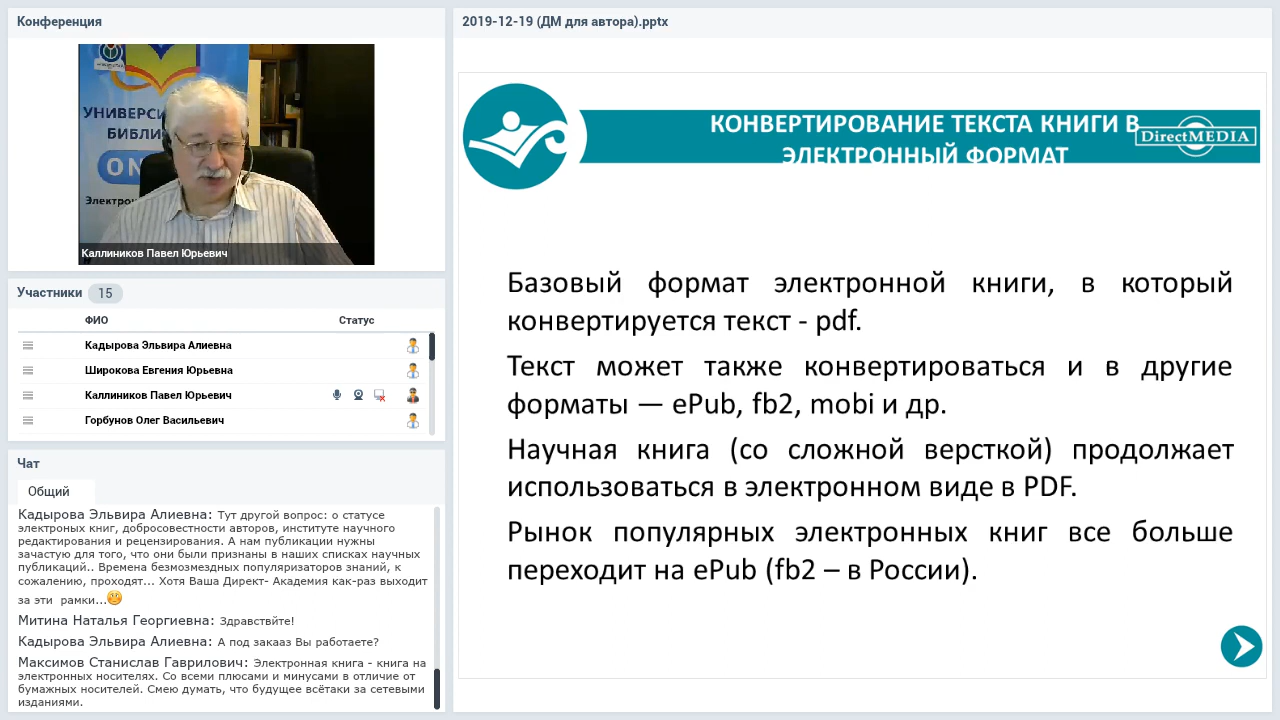 Конференция
УНИВЕРСИ
БИБЛИ
ON
Электро
Каллиников Павел Юрьевич
Участники 15
ФИО Статус
Кадырова Эльвира Алиевна
Широкова Евгения Юрьевна
Каллиников Павел Юрьевич
Горбунов Олег Васильевич
Чат
Общий
Кадырова Эльвира Алиевна: Тут другой вопрос: о статусе
электроных книг, добросовестности авторов, институте научного
редактирования и рецензирования. А нам публикации нужны
зачастую для того, что они были признаны в наших списках научных
публикаций.. Времена безмозмездных популяризаторов знаний, к
сожалению, проходят... Хотя Ваша Директ- Академия как-раз выходит
за эти рамки...
Митина Наталья Георгиевна: Здравствйте!
Кадырова Эльвира Алиевна: А под закааз Вы работаете?
Максимов Станислав Гаврилович: Электронная книга - книга на
электронных носителях. Со всеми плюсами и минусами в отличие от
бумажных носителей. Смею думать, что будущее всётаки за сетевыми
изданиями.
2019-12-19 (ДМ для автора).pptx
КОНВЕРТИРОВАНИЕ ТЕКСТА КНИГИ В
ЭЛЕКТРОННЫЙ ФОРМАТ
DirectMEDIA
Базовый формат электронной книги, в который
конвертируется текст - pdf.
Текст может также конвертироваться и в другие
форматы — ePub, fb2, mobi и др.
Научная книга (со сложной версткой) продолжает
использоваться в электронном виде в PDF.
Рынок популярных электронных книг все больше
переходит на ePub (fb2 – в России).